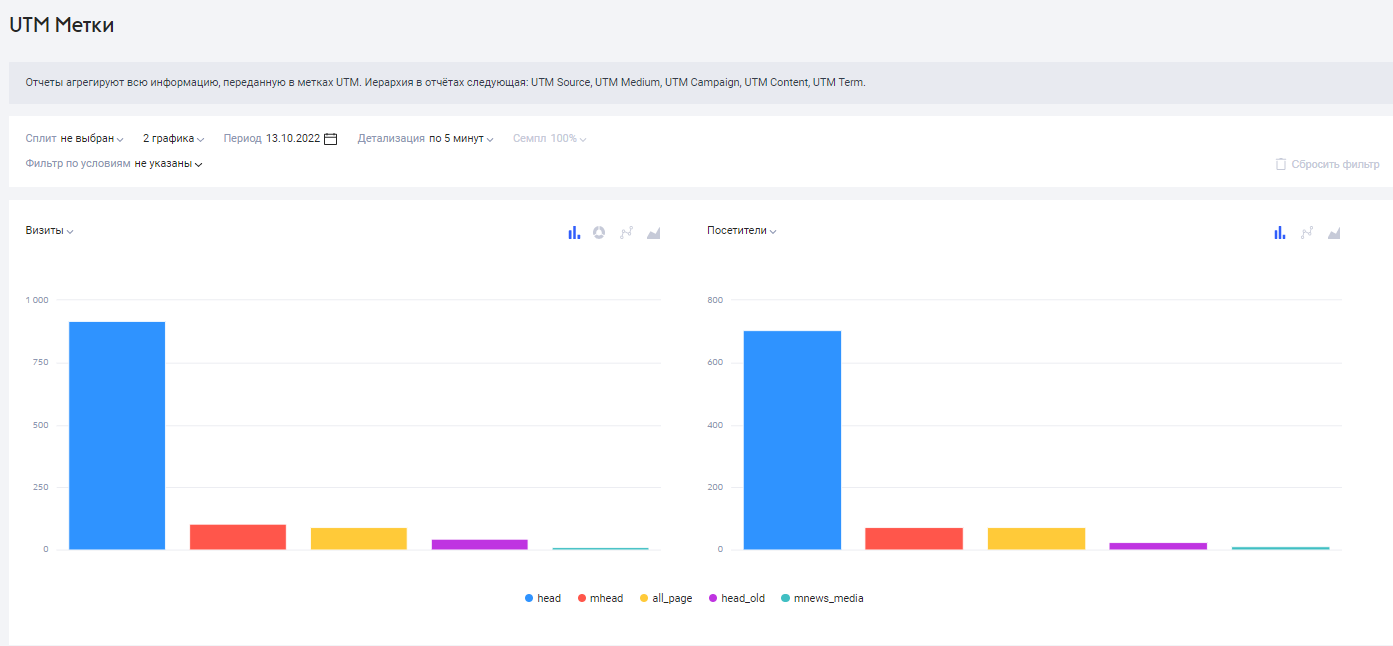 UTM Метки
Отчеты агрегируют всю информацию, переданную в метках UTM. Иерархия в отчётах следующая: UTM Source, UTM Medium, UTM Campaign, UTM Content, UTM Term.
Сплит не выбран 2 графика Период 13.10.2022 Детализация по 5 минут Семпл 100%
Фильтр по условиям не указаны Сбросить фильтр
Визиты
1 000
750
500
250
0
Посетители
800
600
400
200
0
head mhead all_page head_old mnews_media